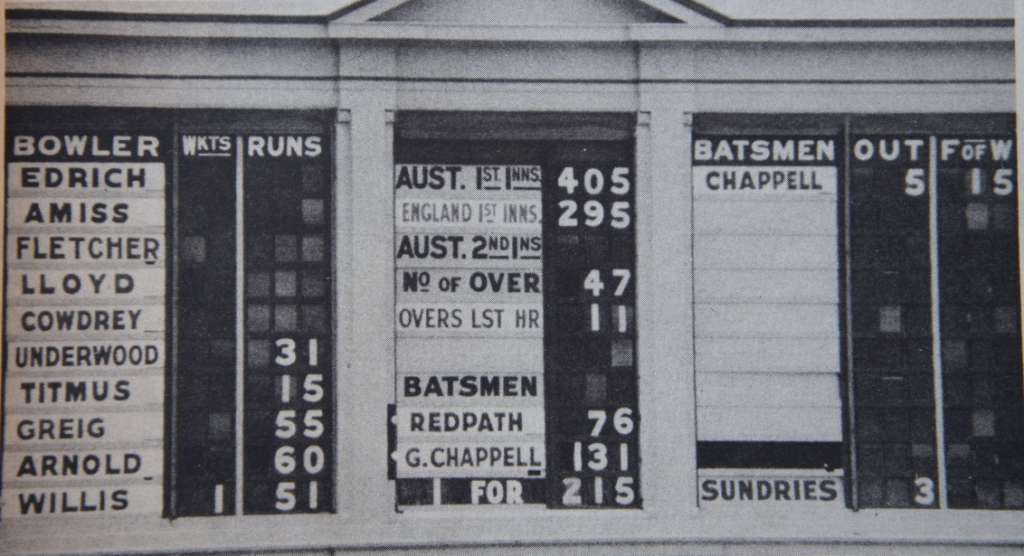 BOWLER WKTS RUNS
EDRICH
AMISS
FLETCHER
LLOYD
COWDREY
UNDERWOOD 31
TITMUS 15
GREIG 55
ARNOLD 60
WILLIS 1 51
AUST. 1ST INNS. 405
ENGLAND 1ST INNS. 295
AUST. 2ND INS
NO OF OVER 47
OVERS LST HR 11
BATSMEN
REDPATH 76
G.CHAPPELL 131
1 FOR 215
BATSMEN OUT F OF W
CHAPPELL 5 15
SUNDRIES 3